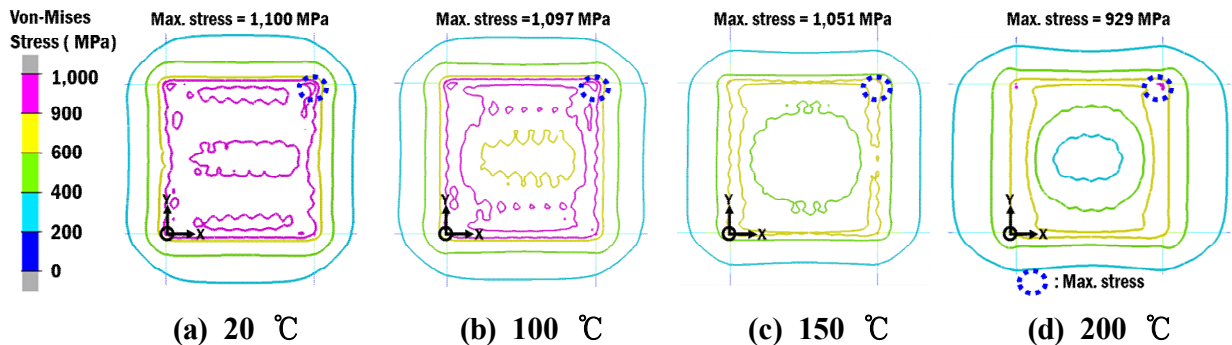 Von-Mises
Stress ( MPa)
1,000
900
600
400
200
0
Max. stress = 1,100 MPa
Y
X
(a) 20 ℃
Max. stress =1,097 MPa
Y
X
(b) 100 ℃
Max. stress = 1,051 MPa
Y
X
(c) 150 ℃
Max. stress = 929 MPa
Y
X
: Max. stress
(d) 200 ℃